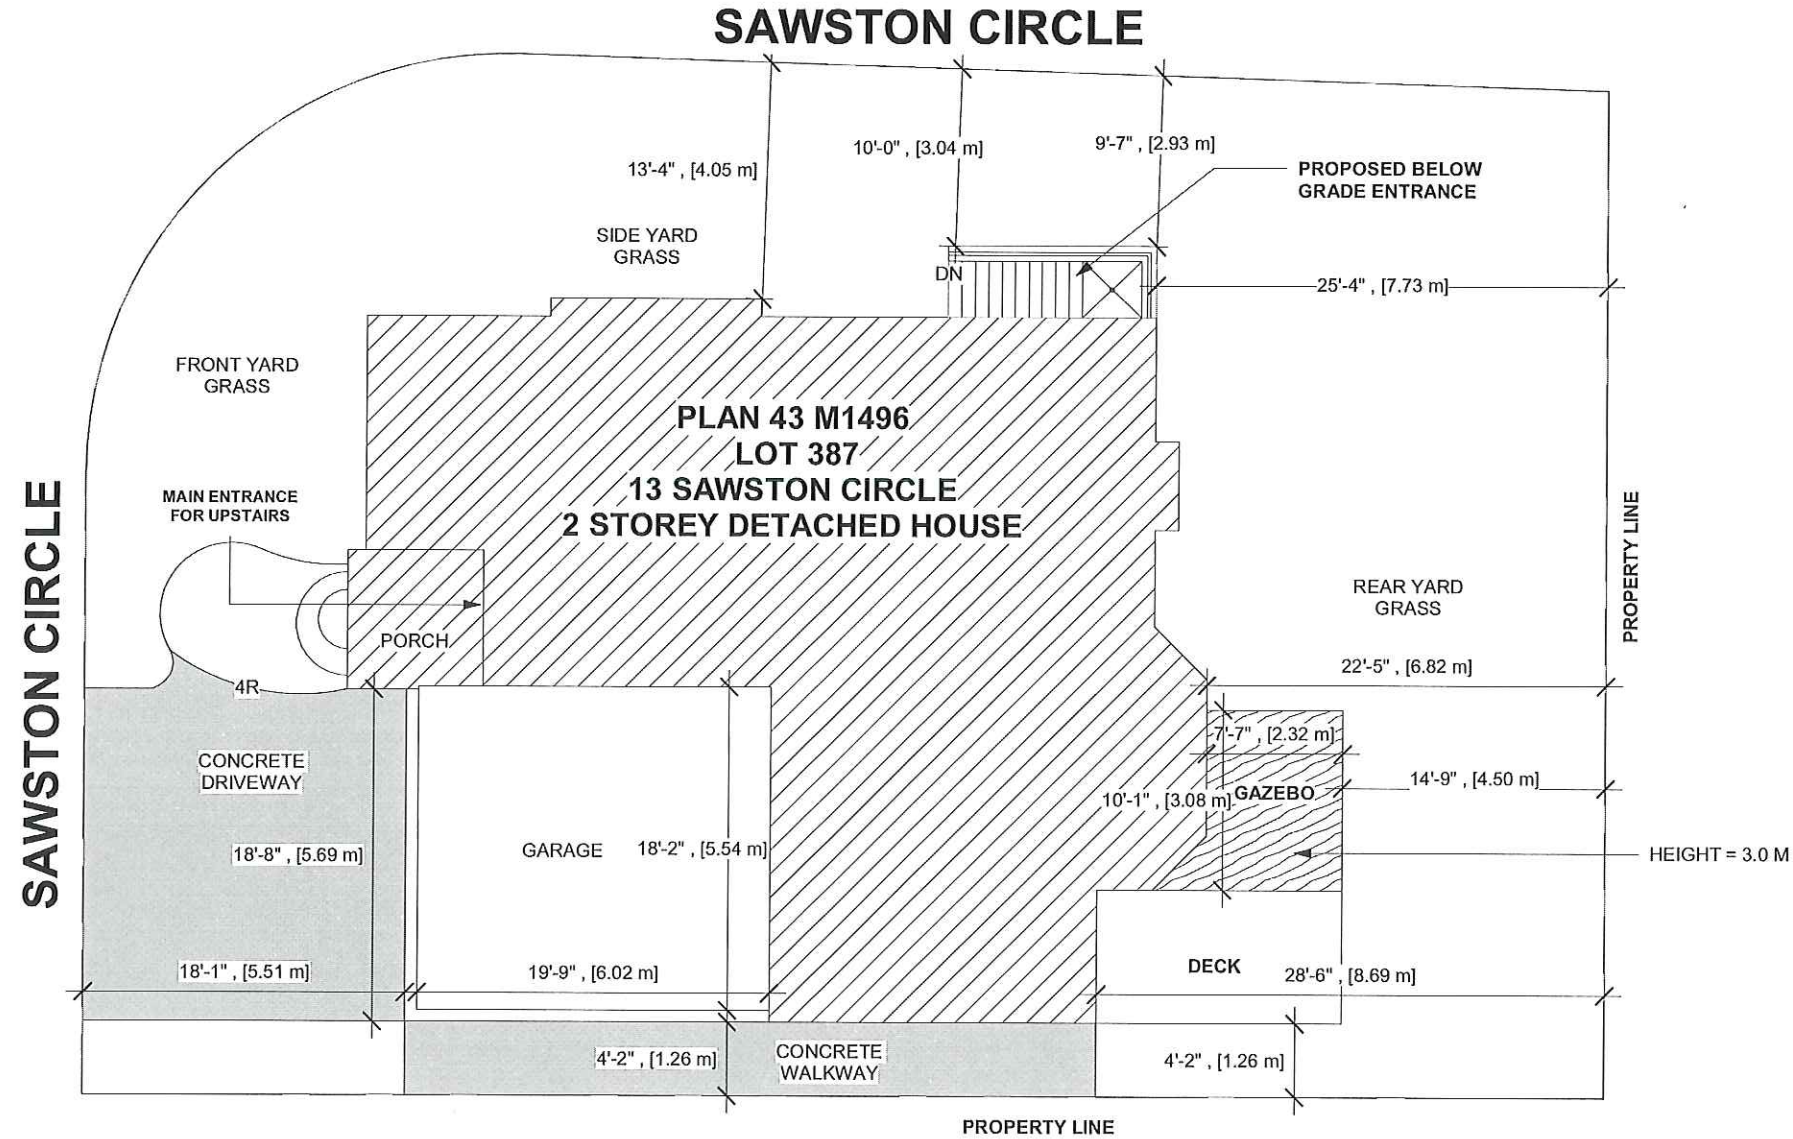 SAWSTON CIRCLE
10'-0" , [3.04 m]
9'-7" , [2.93 m]
13'-4" , [4.05 m]
PROPOSED BELOW
GRADE ENTRANCE
SIDE YARD
GRASS
DN
25'-4" , [7.73 m]
FRONT YARD
GRASS
PLAN 43 M1496
LOT 387
13 SAWSTON CIRCLE
2 STOREY DETACHED HOUSE
MAIN ENTRANCE
FOR UPSTAIRS
SAWSTON CIRCLE
PROPERTY LINE
REAR YARD
GRASS
PORCH
22'-5" , [6.82 m]
4R
7'-7" , [2.32 m]
CONCRETE
DRIVEWAY
14'-9" , [4.50 m]
10'-1" , [3.08 m]
GAZEBO
18'-8" , [5.69 m]
GARAGE
18'-2" , [5.54 m]
HEIGHT = 3.0 M
18'-1" , [5.51 m]
19'-9" , [6.02 m]
DECK
28'-6" , [8.69 m]
4'-2" , [1.26 m]
CONCRETE
WALKWAY
4'-2" , [1.26 m]
PROPERTY LINE